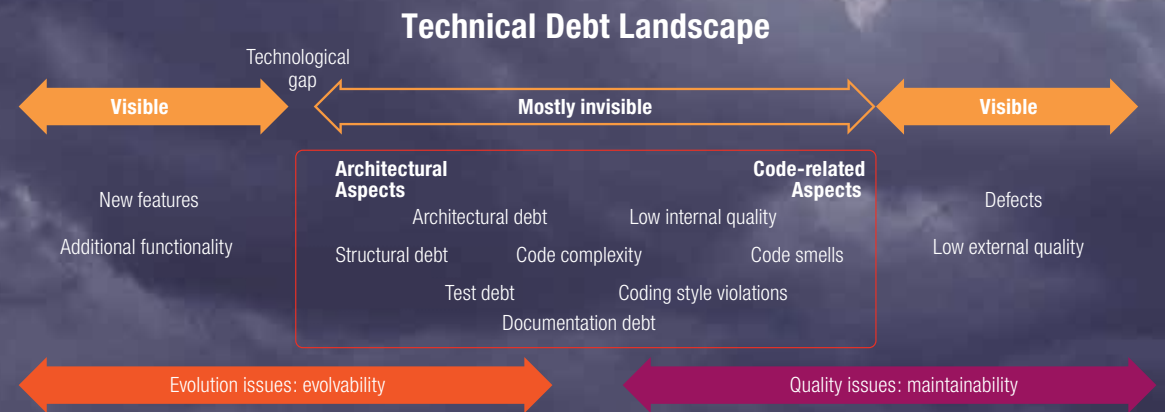 Technical Debt Landscape
Technological
gap
Visible
Mostly invisible
Visible
Architectural
Aspects
Code-related
Aspects
New features
Architectural debt
Low internal quality
Defects
Additional functionality
Structural debt
Code complexity
Code smells
Low external quality
Test debt
Coding style violations
Documentation debt
Evolution issues: evolvability
Quality issues: maintainability